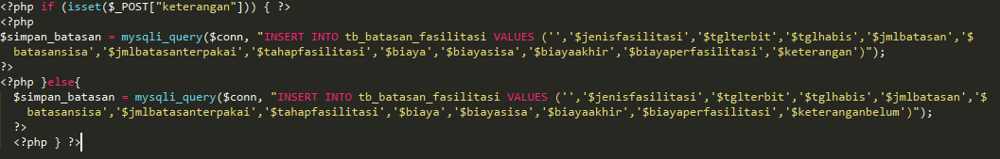 <?php if (isset($_POST["keterangan"])) { ?>
<?php
$simpan_batasan = mysqli_query($conn, "INSERT INTO tb_batasan_fasilitasi VALUES ('','$jenisfasilitasi','$tglterbit','$tglhabis','$jmlbatasan','$
batasansisa','$jmlbatasanterpakai','$tahapfasilitasi','$biaya','$biayasisa','$biayaakhir','$biayaperfasilitasi','$keterangan')");
?>
<?php }else{
$simpan_batasan = mysqli_query($conn, "INSERT INTO tb_batasan_fasilitasi VALUES ('','$jenisfasilitasi','$tglterbit','$tglhabis','$jmlbatasan','$
batasansisa','$jmlbatasanterpakai','$tahapfasilitasi','$biaya','$biayasisa','$biayaakhir','$biayaperfasilitasi','$keteranganbelum')");
?>
<?php } ?>